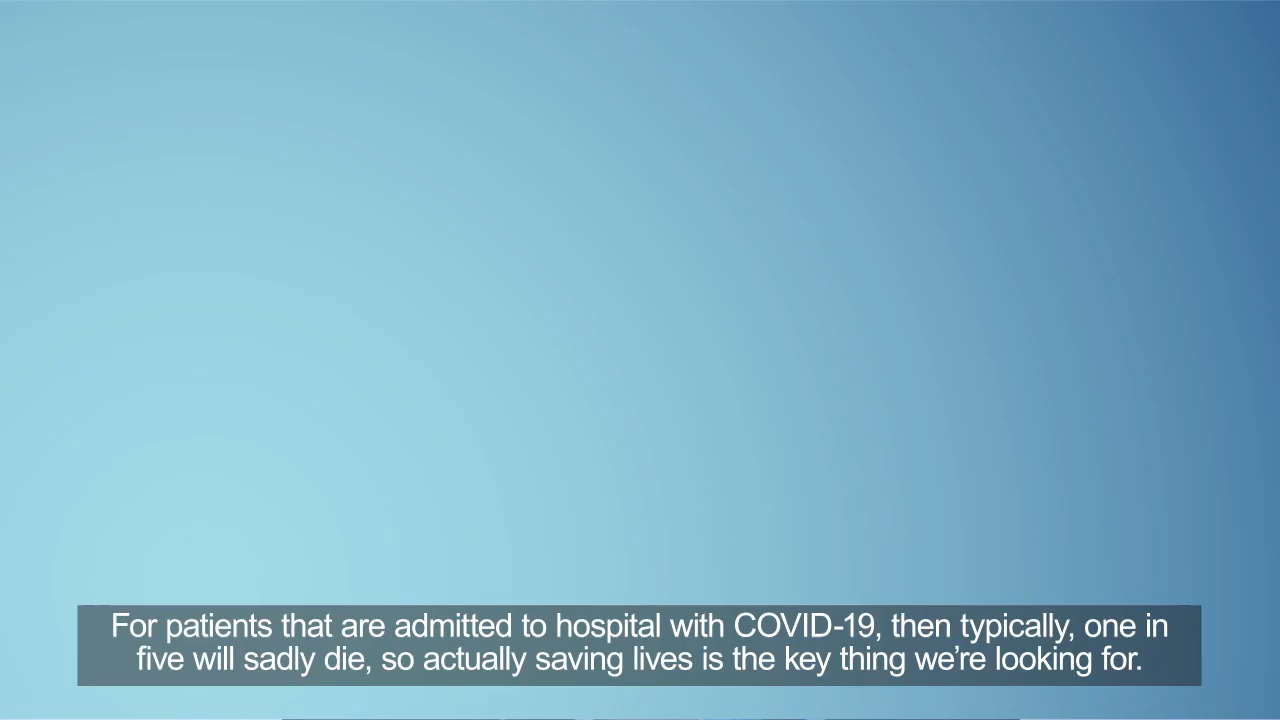 For patients that are admitted to hospital with COVID-19, then typically, one in
five will sadly die, so actually saving lives is the key thing we’re looking for.